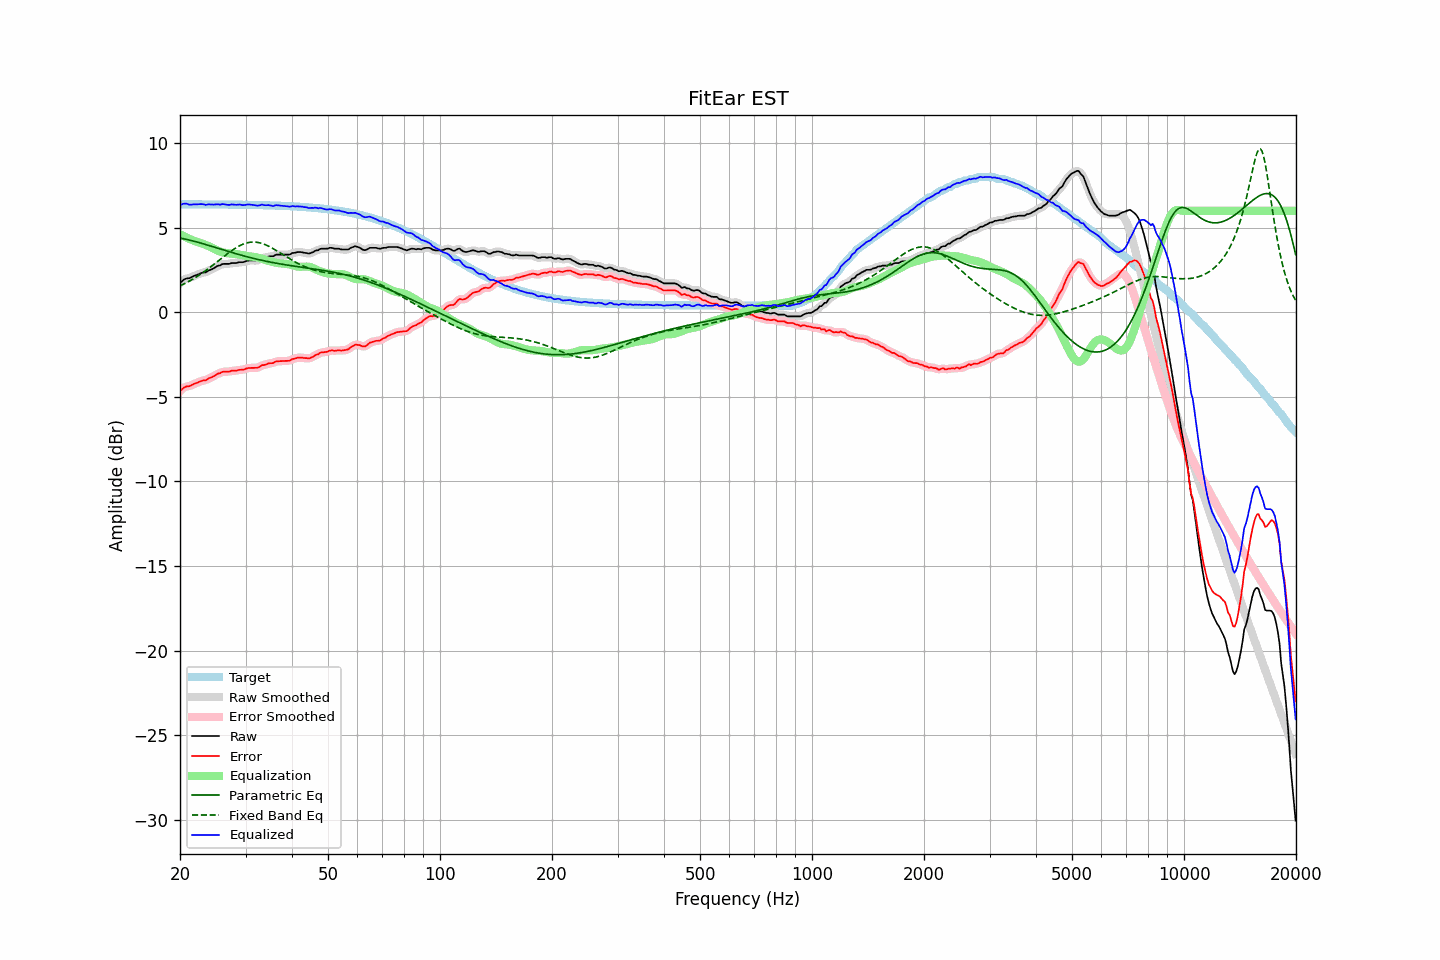 FitEar EST
10
5
0
−5
−10
−15
−20
−25
−30
Amplitude (dBr)
Target
Raw Smoothed
Error Smoothed
Raw
Error
Equalization
Parametric Eq
Fixed Band Eq
Equalized
20 50 100 200 500 1000 2000 5000 10000 20000
Frequency (Hz)